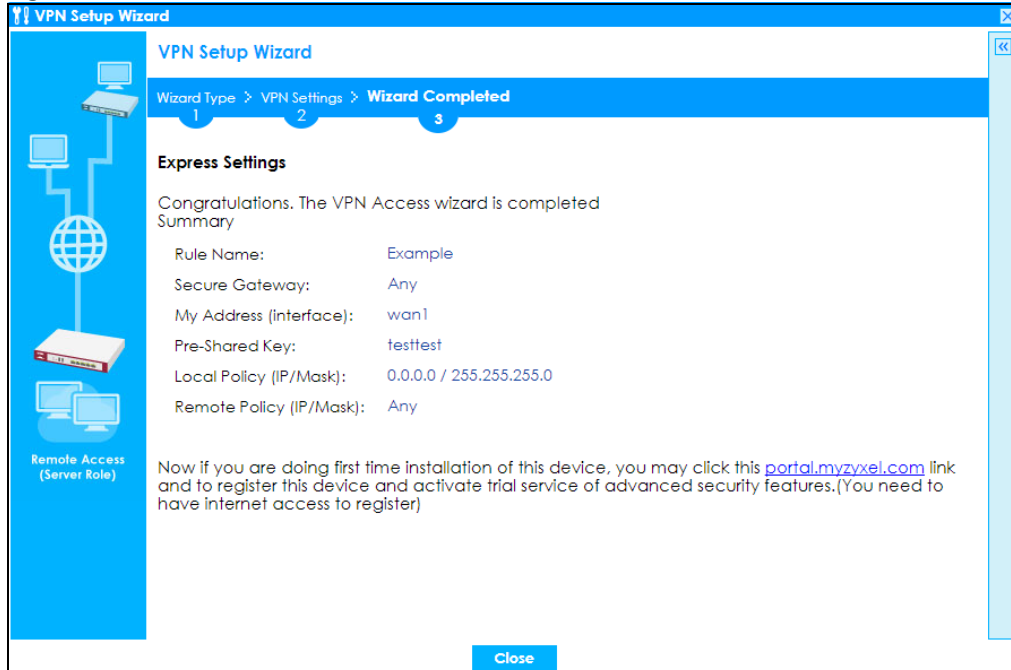 VPN Setup Wizard
VPN Setup Wizard
Wizard Type > VPN Settings > Wizard Completed
1 2 3
Express Settings
Congratulations. The VPN Access wizard is completed
Summary
Rule Name: Example
Secure Gateway: Any
My Address (interface): wan1
Pre-Shared Key: testtest
Local Policy (IP/Mask): 0.0.0.0 / 255.255.255.0
Remote Policy (IP/Mask): Any
Remote Access
(Server Role)
Now if you are doing first time installation of this device, you may click this portal.myzyxel.com link
and to register this device and activate trial service of advanced security features.(You need to
have internet access to register)
Close